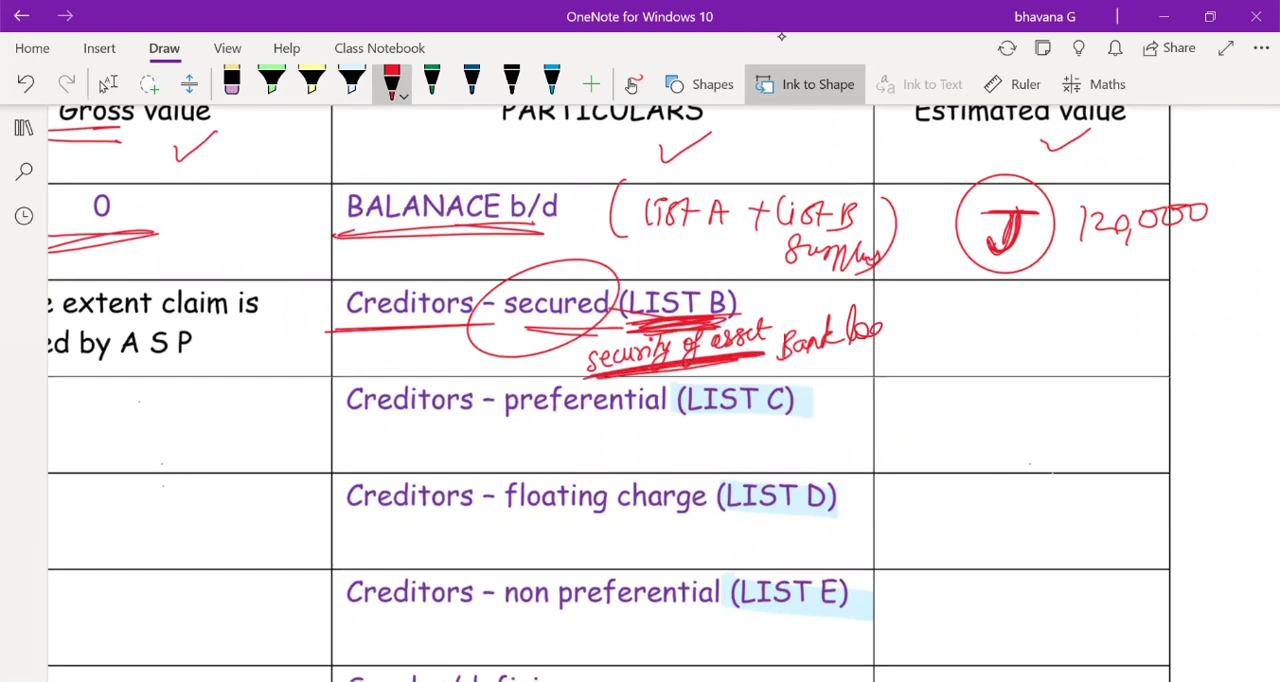 OneNote for Windows 10
bhavana G
Home Insert Draw View Help Class Notebook
Share
Shapes
Ink to Shape
Ink to Text
Ruler
Maths
Gross value PARTICULARS Estimated value
0 BALANACE b/d (List A + List B J 120,000
surplus)
e extent claim is Creditors – secured (LIST B)
ed by A S P security of asset Bank loa
Creditors – preferential (LIST C)
Creditors – floating charge (LIST D)
Creditors – non preferential (LIST E)